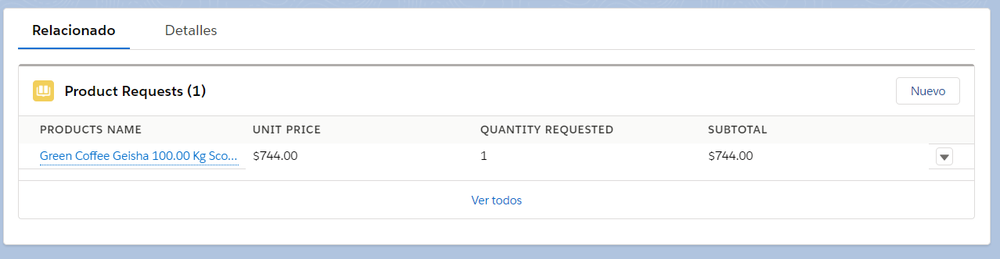 Relacionado Detalles
Product Requests (1) Nuevo
PRODUCTS NAME UNIT PRICE QUANTITY REQUESTED SUBTOTAL
Green Coffee Geisha 100.00 Kg Sco... $744.00 1 $744.00
Ver todos